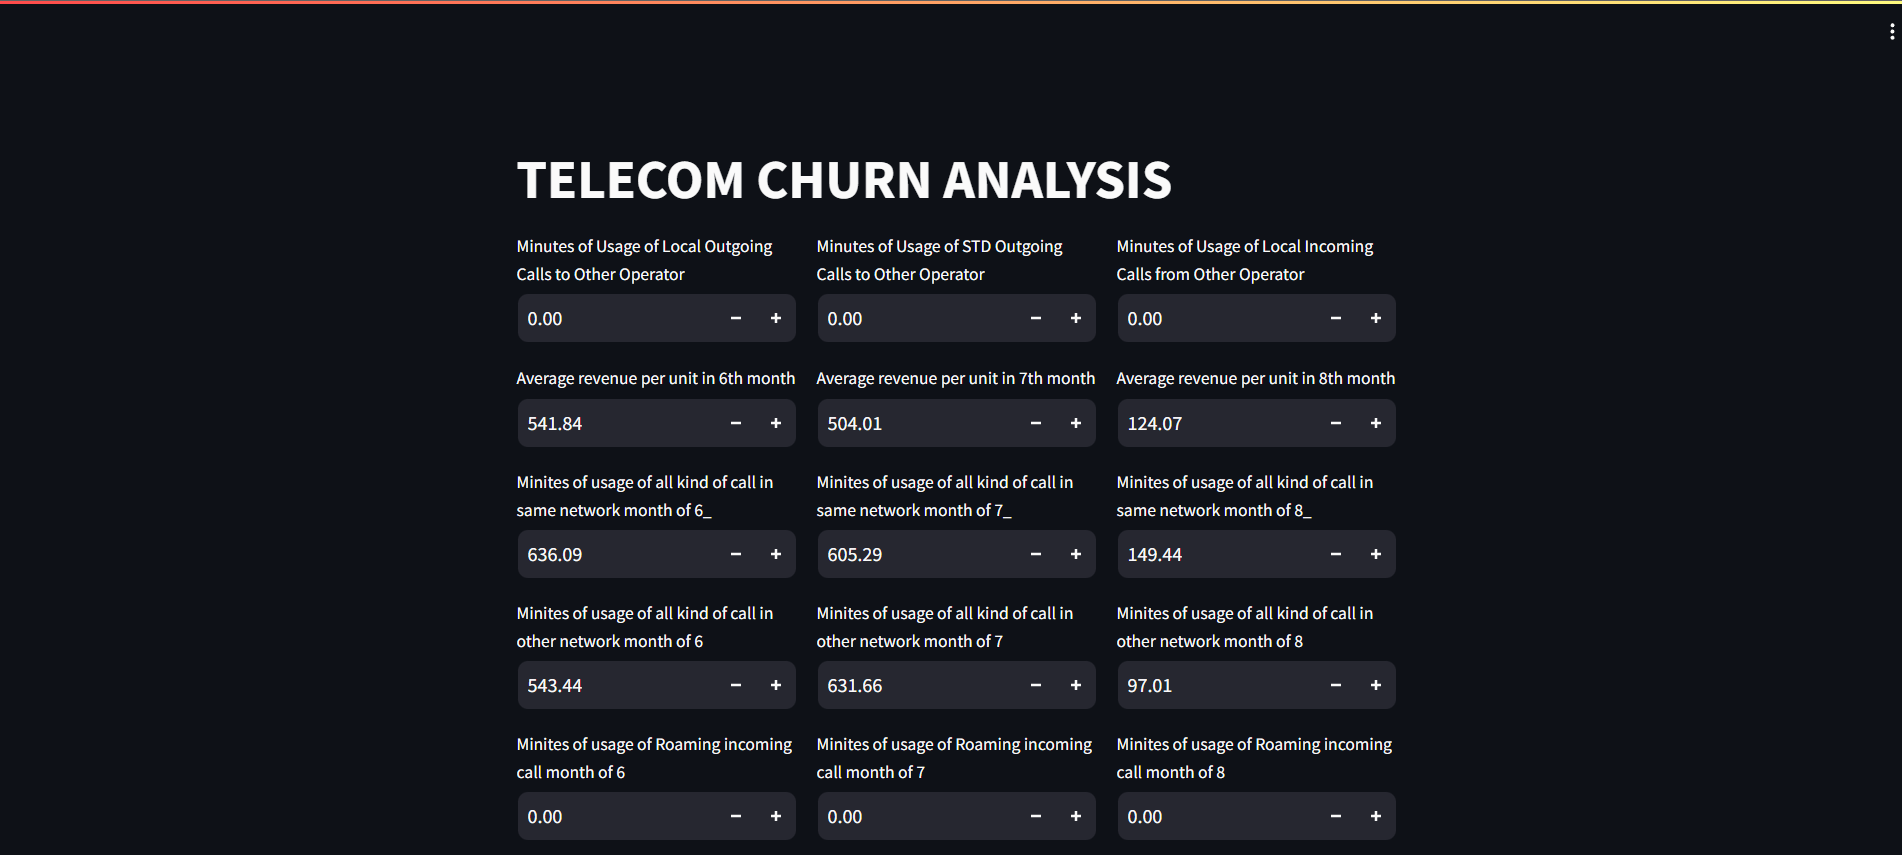 TELECOM CHURN ANALYSIS
Minutes of Usage of Local Outgoing
Calls to Other Operator
0.00
Minutes of Usage of STD Outgoing
Calls to Other Operator
0.00
Minutes of Usage of Local Incoming
Calls from Other Operator
0.00
Average revenue per unit in 6th month
541.84
Average revenue per unit in 7th month
504.01
Average revenue per unit in 8th month
124.07
Minites of usage of all kind of call in
same network month of 6_
636.09
Minites of usage of all kind of call in
same network month of 7_
605.29
Minites of usage of all kind of call in
same network month of 8_
149.44
Minites of usage of all kind of call in
other network month of 6
543.44
Minites of usage of all kind of call in
other network month of 7
631.66
Minites of usage of all kind of call in
other network month of 8
97.01
Minites of usage of Roaming incoming
call month of 6
0.00
Minites of usage of Roaming incoming
call month of 7
0.00
Minites of usage of Roaming incoming
call month of 8
0.00